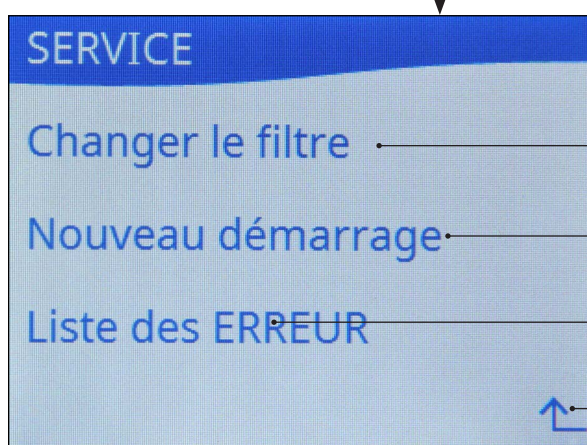 SERVICE
Changer le filtre
Nouveau démarrage
Liste des ERREUR